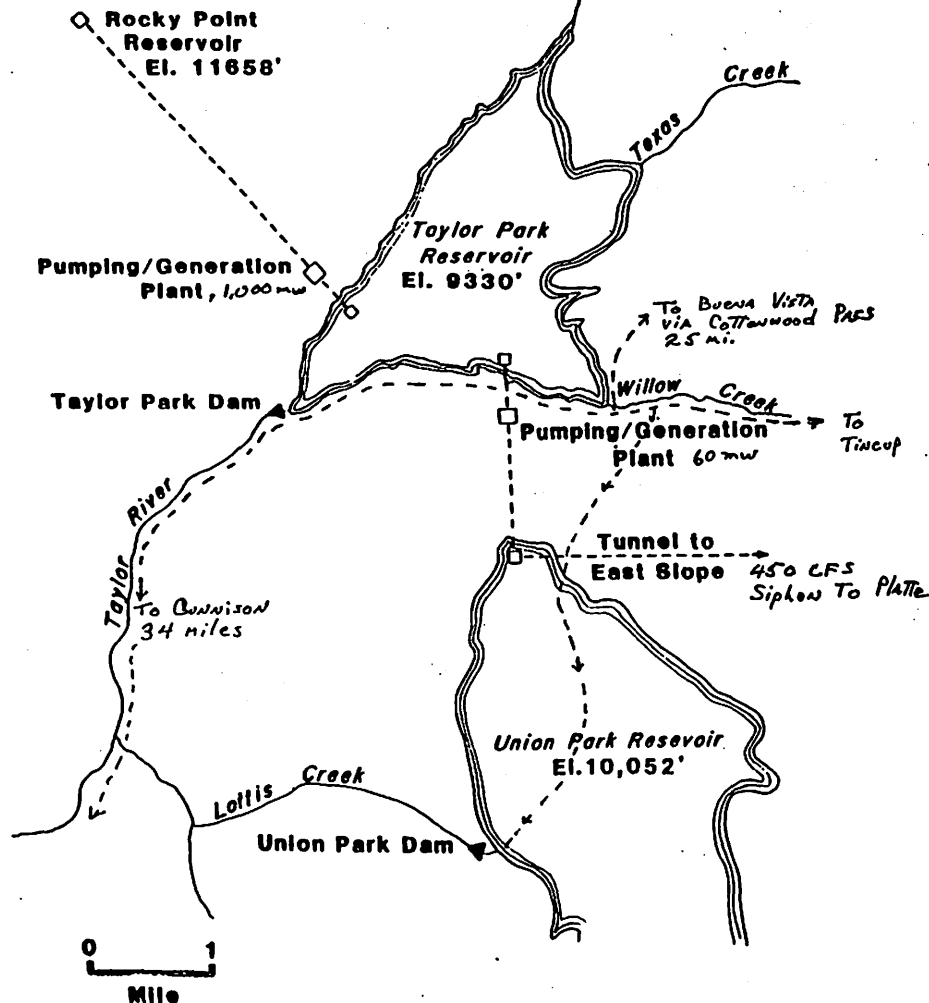 Rocky Point
Reservoir
El. 11658'
Creek
Texas
Taylor Park
Reservoir
El. 9330'
Pumping/Generation
Plant, 1,000 mw
To Buena Vista
via Cottonwood Pass
25 mi.
Taylor Park Dam
Willow
Creek
J.
Pumping/Generation
Plant 60 mw
To
Tincup
River
Taylor
Tunnel to
East Slope
450 CFS
Siphon To Platte
To Gunnison
34 miles
Union Park Resevoir
El.10,052'
Lottis
Creek
Union Park Dam
0 1
Mile